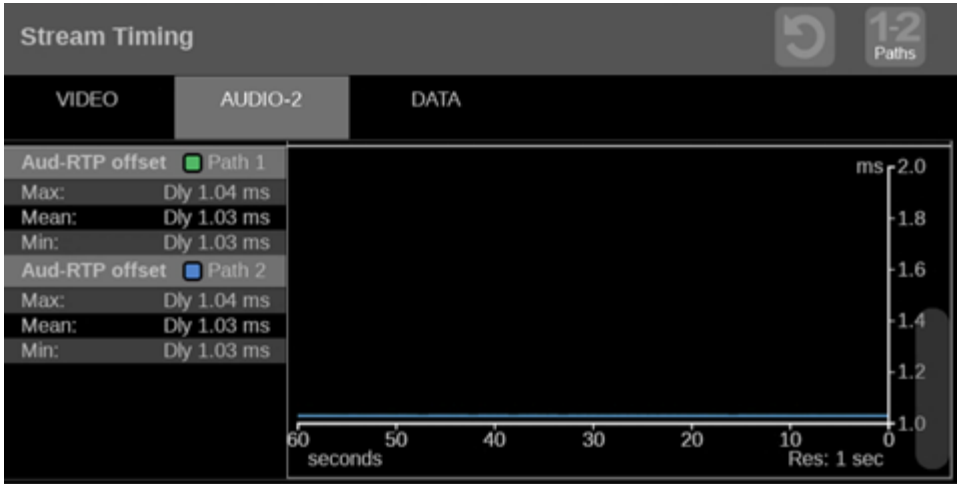 Stream Timing
1-2
Paths
VIDEO AUDIO-2 DATA
Aud-RTP offset Path 1
Max: Dly 1.04 ms
Mean: Dly 1.03 ms
Min: Dly 1.03 ms
Aud-RTP offset Path 2
Max: Dly 1.04 ms
Mean: Dly 1.03 ms
Min: Dly 1.03 ms
ms 2.0
1.8
1.6
1.4
1.2
1.0
60 50 40 30 20 10 0
seconds Res: 1 sec